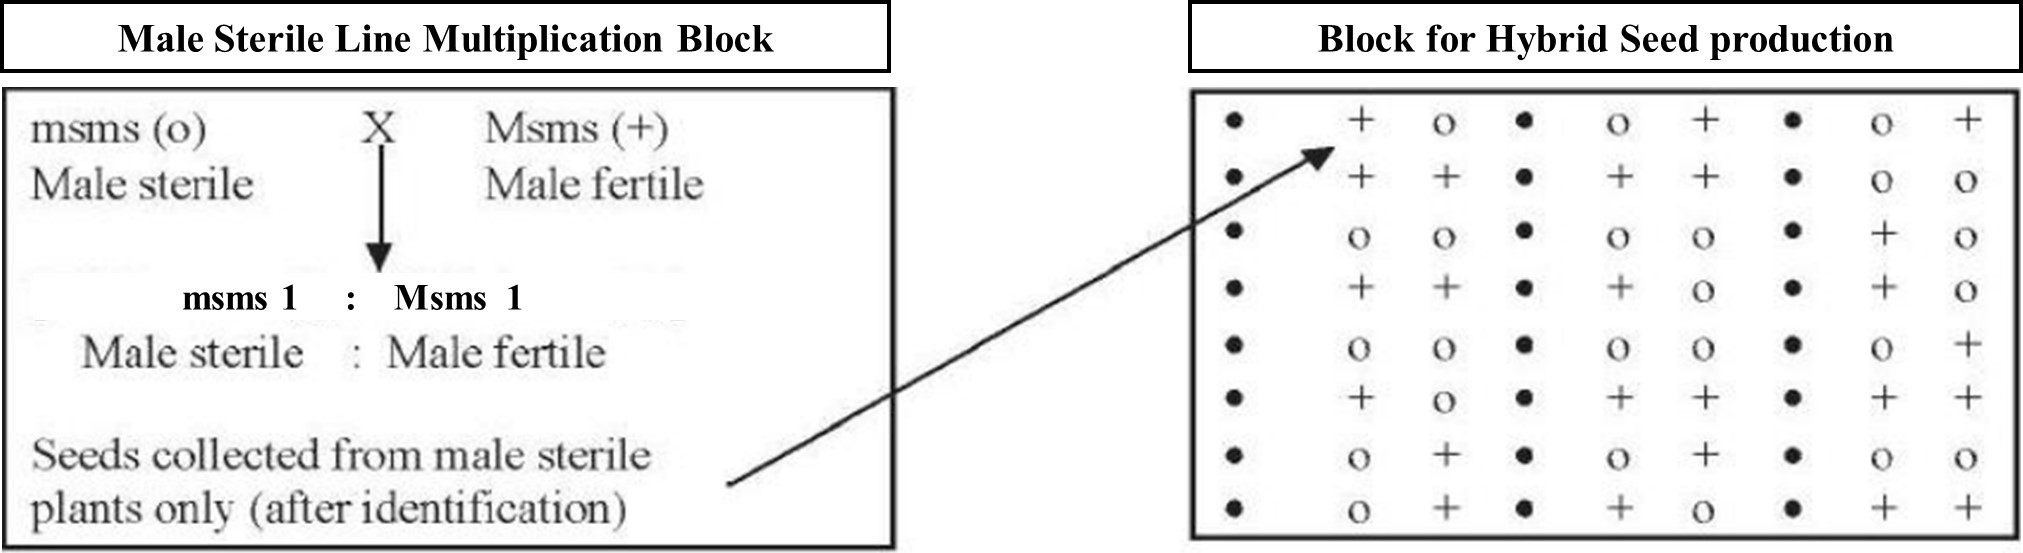 Male Sterile Line Multiplication Block
msms (o) X Msms (+)
Male sterile Male fertile
msms 1 : Msms 1
Male sterile : Male fertile
Seeds collected from male sterile
plants only (after identification)
Block for Hybrid Seed production
● + o ● o + ● o +
● + + ● + + ● o o
● o o ● o o ● + o
● + + ● + o ● + o
● o o ● o o ● o +
● + o ● + + ● + +
● o + ● o + ● o o
● o + ● + o ● + +